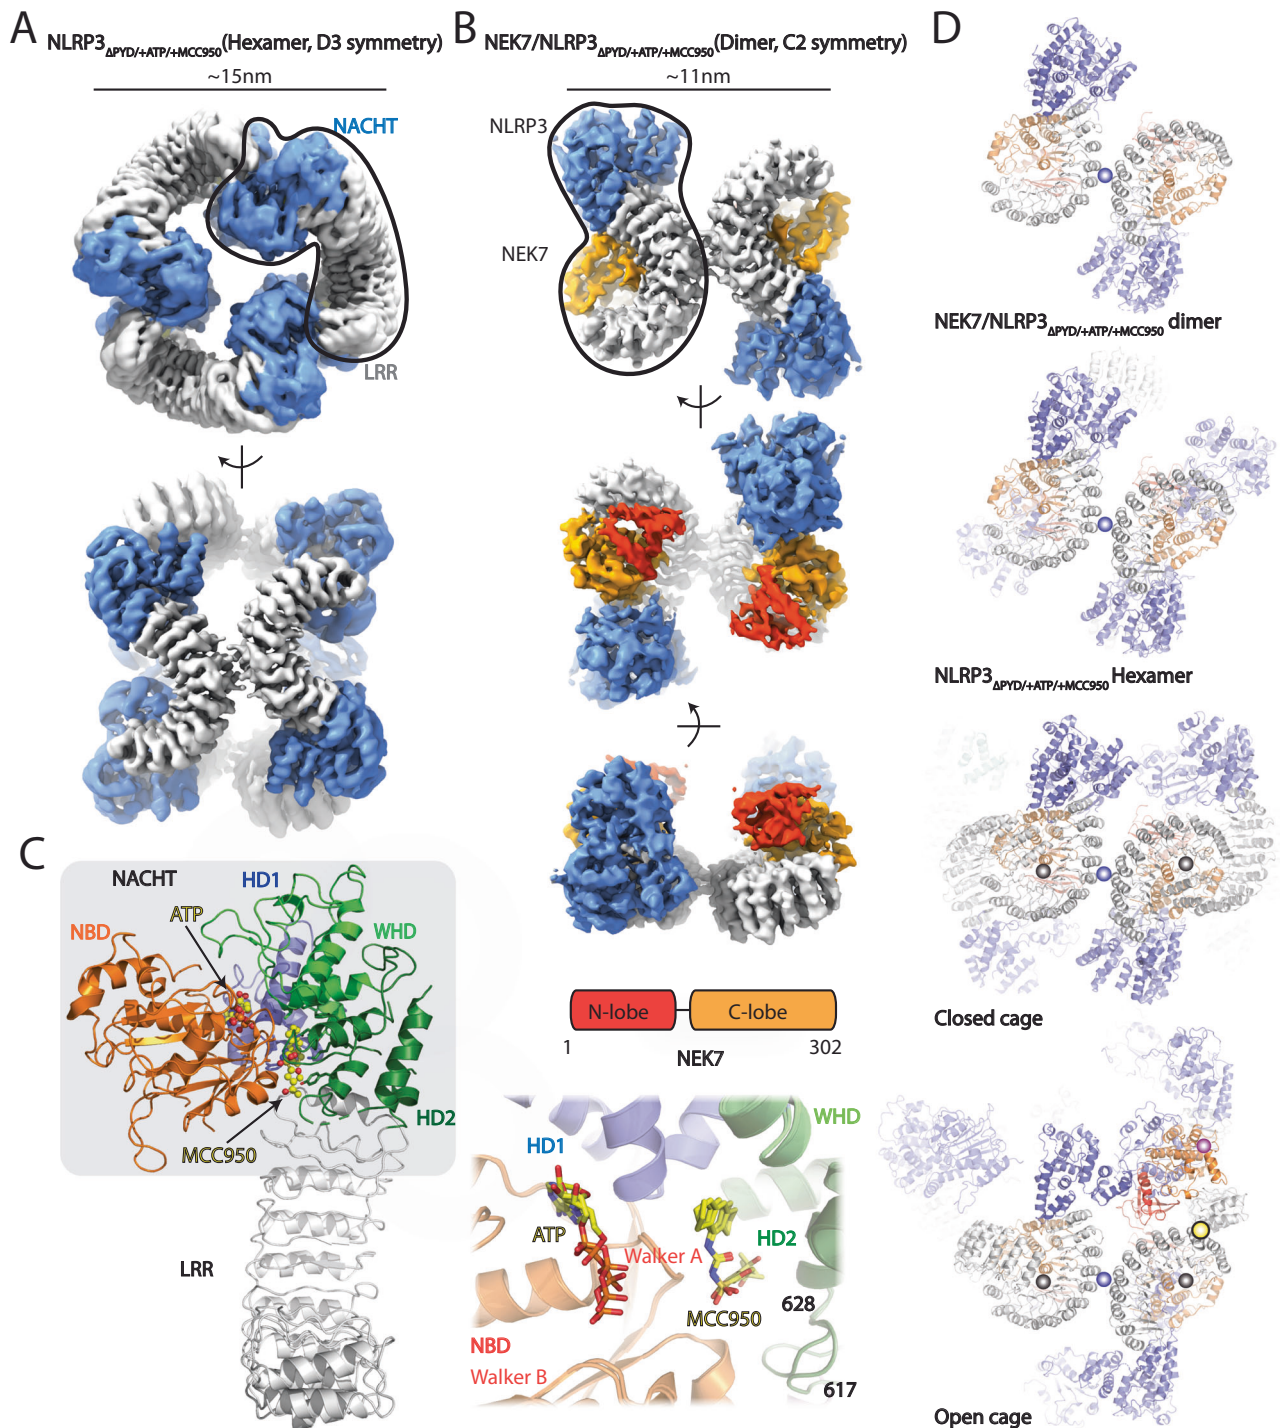 A
NLRP3ΔPYD/+ATP/+MCC950(Hexamer, D3 symmetry)
~15nm
NACHT
LRR
B
NEK7/NLRP3ΔPYD/+ATP/+MCC950(Dimer, C2 symmetry)
~11nm
NLRP3
NEK7
N-lobe
C-lobe
1
NEK7
302
C
NACHT
HD1
ATP
NBD
WHD
HD2
MCC950
LRR
WHD
HD1
ATP
HD2
Walker A
MCC950
628
NBD
Walker B
617
D
NEK7/NLRP3ΔPYD/+ATP/+MCC950 dimer
NLRP3ΔPYD/+ATP/+MCC950 Hexamer
Closed cage
Open cage